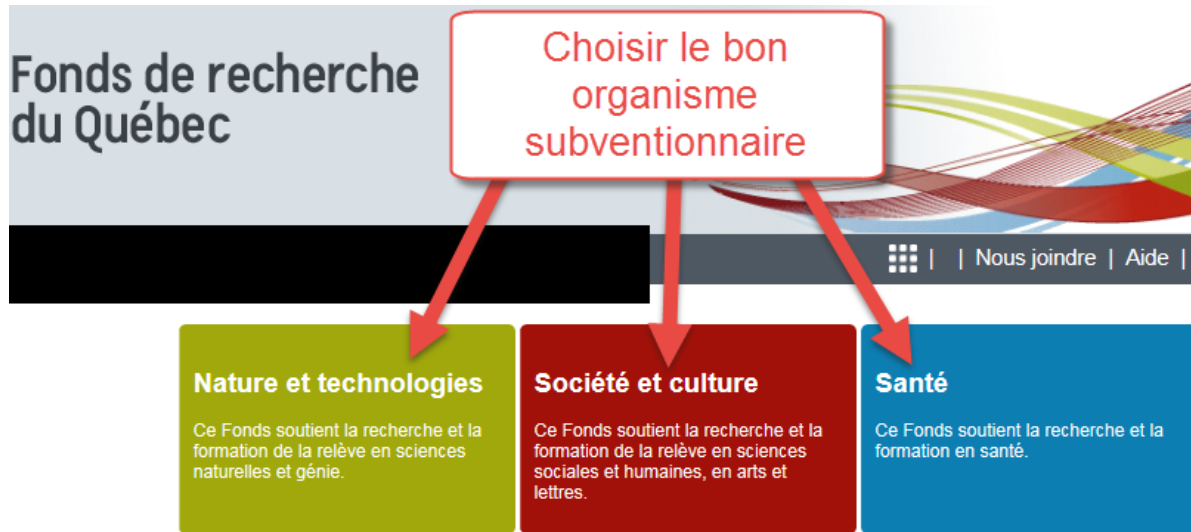 Fonds de recherche
du Québec
Choisir le bon
organisme
subventionnaire
| | Nous joindre | Aide |
Nature et technologies
Ce Fonds soutient la recherche et la
formation de la relève en sciences
naturelles et génie.
Société et culture
Ce Fonds soutient la recherche et la
formation de la relève en sciences
sociales et humaines, en arts et
lettres.
Santé
Ce Fonds soutient la recherche et la
formation en santé.